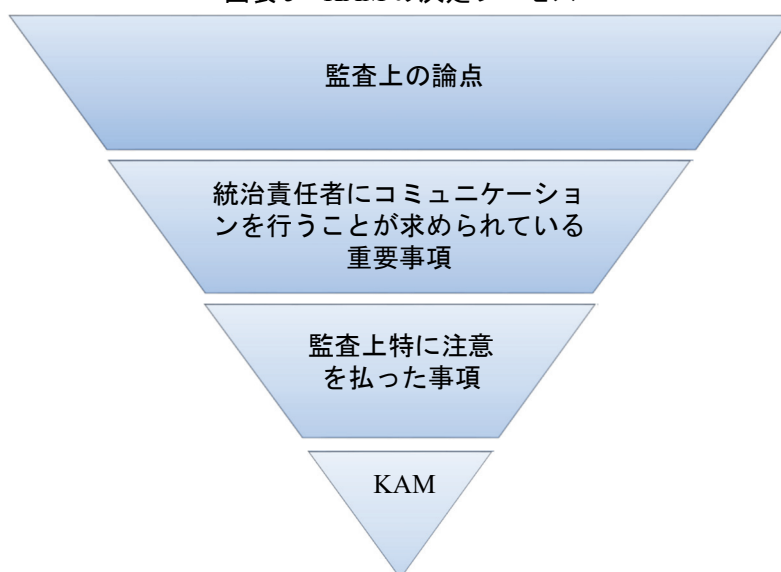 監査上の論点
統治責任者にコミュニケーショ
ンを行うことが求められている
重要事項
監査上特に注意
を払った事項
KAM